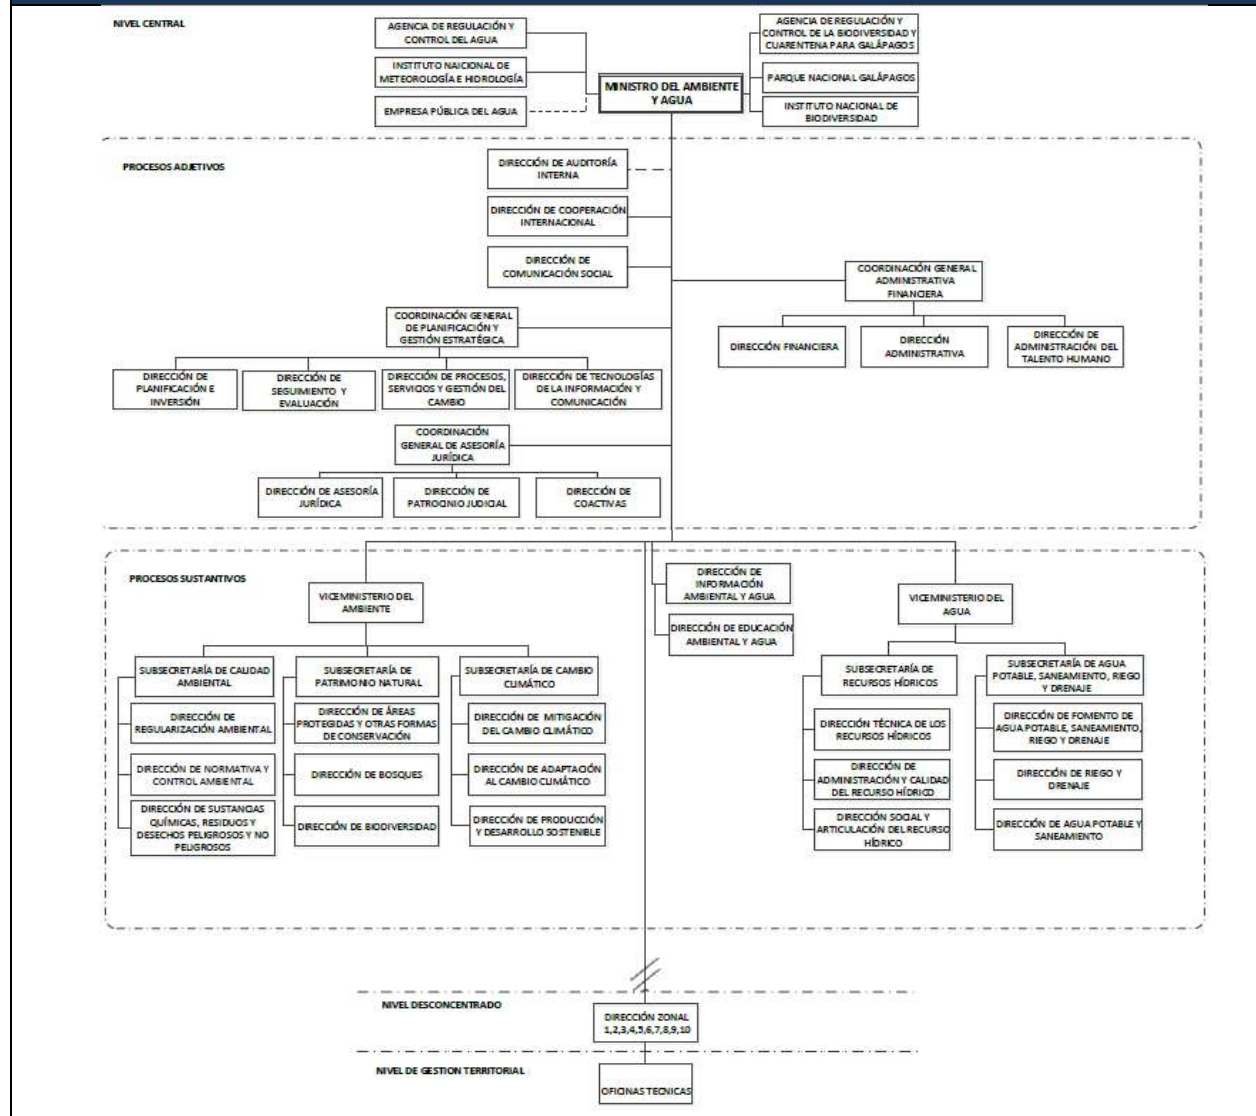 NIVEL CENTRAL
AGENCIA DE REGULACIÓN Y
CONTROL DEL AGUA
INSTITUTO NAICIONAL DE
METEOROLOGÍA E HIDROLOGÍA
EMPRESA PÚBLICA DEL AGUA
MINISTRO DEL AMBIENTE
Y AGUA
AGENCIA DE REGULACIÓN Y
CONTROL DE LA BIODIVERSIDAD Y
CUARENTENA PARA GALÁPAGOS
PARQUE NACIONAL GALÁPAGOS
INSTITUTO NACIONAL DE
BIODIVERSIDAD
PROCESOS ADJETIVOS
DIRECCIÓN DE AUDITORÍA
INTERNA
DIRECCIÓN DE COOPERACIÓN
INTERNACIONAL
DIRECCIÓN DE
COMUNICACIÓN SOCIAL
COORDINACIÓN GENERAL
ADMINISTRATIVA
FINANCIERA
DIRECCIÓN FINANCIERA
DIRECCIÓN
ADMINISTRATIVA
DIRECCIÓN DE
ADMINISTRACIÓN DEL
TALENTO HUMANO
COORDINACIÓN GENERAL
DE PLANIFICACIÓN Y
GESTIÓN ESTRATÉGICA
DIRECCIÓN DE
PLANIFICACIÓN E
INVERSIÓN
DIRECCIÓN DE
SEGUIMIENTO Y
EVALUACIÓN
DIRECCIÓN DE PROCESOS,
SERVICIOS Y GESTIÓN DEL
CAMBIO
DIRECCIÓN DE TECNOLOGÍAS
DE LA INFORMACIÓN Y
COMUNICACIÓN
COORDINACIÓN
GENERAL DE ASESORÍA
JURÍDICA
DIRECCIÓN DE ASESORÍA
JURÍDICA
DIRECCIÓN DE
PATROCINIO JUDICIAL
DIRECCIÓN DE
COACTIVAS
PROCESOS SUSTANTIVOS
VICEMINISTERIO DEL
AMBIENTE
DIRECCIÓN DE
INFORMACIÓN
AMBIENTAL Y AGUA
DIRECCIÓN DE EDUCACIÓN
AMBIENTAL Y AGUA
VICEMINISTERIO DEL
AGUA
SUBSECRETARÍA DE CALIDAD
AMBIENTAL
DIRECCIÓN DE
REGULARIZACIÓN AMBIENTAL
DIRECCIÓN DE NORMATIVA Y
CONTROL AMBIENTAL
DIRECCIÓN DE SUSTANCIAS
QUÍMICAS, RESIDUOS Y
DESECHOS PELIGROSOS Y NO
PELIGROSOS
SUBSECRETARÍA DE
PATRIMONIO NATURAL
DIRECCIÓN DE ÁREAS
PROTEGIDAS Y OTRAS FORMAS
DE CONSERVACIÓN
DIRECCIÓN DE BOSQUES
DIRECCIÓN DE BIODIVERSIDAD
SUBSECRETARÍA DE CAMBIO
CLIMÁTICO
DIRECCIÓN DE MITIGACIÓN
DEL CAMBIO CLIMÁTICO
DIRECCIÓN DE ADAPTACIÓN
AL CAMBIO CLIMÁTICO
DIRECCIÓN DE PRODUCCIÓN
Y DESARROLLO SOSTENIBLE
SUBSECRETARÍA DE
RECURSOS HÍDRICOS
DIRECCIÓN TÉCNICA DE LOS
RECURSOS HÍDRICOS
DIRECCIÓN DE
ADMINISTRACIÓN Y CALIDAD
DEL RECURSO HÍDRICO
DIRECCIÓN SOCIAL Y
ARTICULACIÓN DEL RECURSO
HÍDRICO
SUBSECRETARÍA DE AGUA
POTABLE, SANEAMIENTO, RIEGO
Y DRENAJE
DIRECCIÓN DE FOMENTO DE
AGUA POTABLE, SANEAMIENTO,
RIEGO Y DRENAJE
DIRECCIÓN DE RIEGO Y
DRENAJE
DIRECCIÓN DE AGUA POTABLE Y
SANEAMIENTO
NIVEL DESCONCENTRADO
DIRECCIÓN ZONAL
1,2,3,4,5,6,7,8,9,10
NIVEL DE GESTION TERRITORIAL
OFICINAS TECNICAS